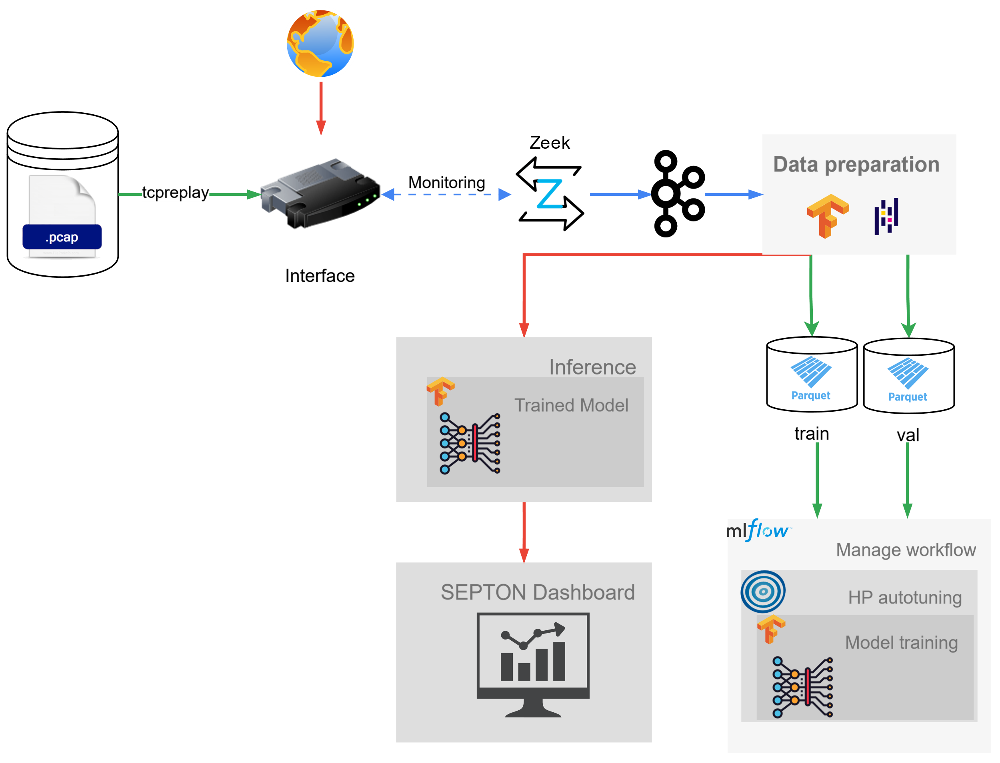 Zeek
Data preparation
Monitoring
tcpreplay
.pcap
Interface
Inference
Trained Model
Parquet
Parquet
train
val
mlflow™
Manage workflow
SEPTON Dashboard
HP autotuning
Model training